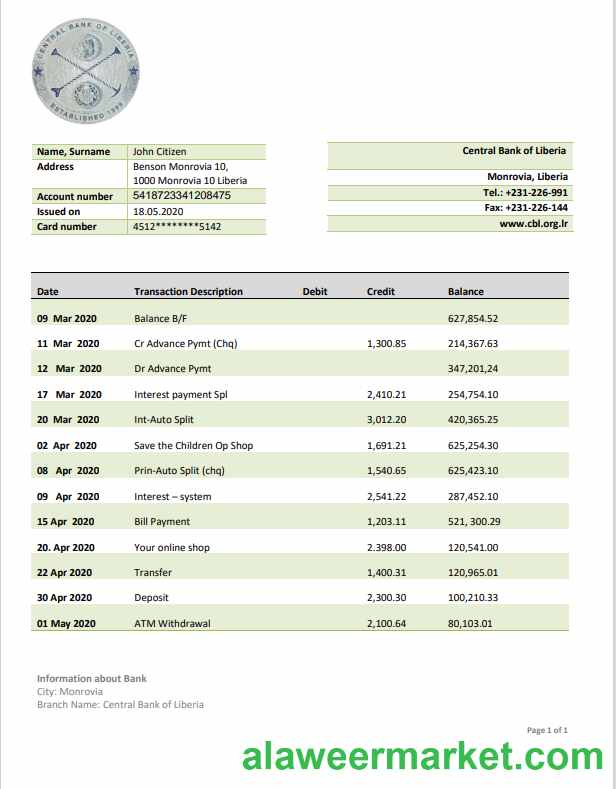 CENTRAL BANK OF LIBERIA
ESTABLISHED 1999
Name, Surname John Citizen
Address Benson Monrovia 10,
1000 Monrovia 10 Liberia
Account number 5418723341208475
Issued on 18.05.2020
Card number 4512********5142
Central Bank of Liberia
Monrovia, Liberia
Tel.: +231-226-991
Fax: +231-226-144
www.cbl.org.lr
Date Transaction Description Debit Credit Balance
09 Mar 2020 Balance B/F 627,854.52
11 Mar 2020 Cr Advance Pymt (Chq) 1,300.85 214,367.63
12 Mar 2020 Dr Advance Pymt 347,201,24
17 Mar 2020 Interest payment Spl 2,410.21 254,754.10
20 Mar 2020 Int-Auto Split 3,012.20 420,365.25
02 Apr 2020 Save the Children Op Shop 1,691.21 625,254.30
08 Apr 2020 Prin-Auto Split (chq) 1,540.65 625,423.10
09 Apr 2020 Interest – system 2,541.22 287,452.10
15 Apr 2020 Bill Payment 1,203.11 521, 300.29
20. Apr 2020 Your online shop 2.398.00 120,541.00
22 Apr 2020 Transfer 1,400.31 120,965.01
30 Apr 2020 Deposit 2,300.30 100,210.33
01 May 2020 ATM Withdrawal 2,100.64 80,103.01
Information about Bank
City: Monrovia
Branch Name: Central Bank of Liberia
Page 1 of 1
alaweermarket.com